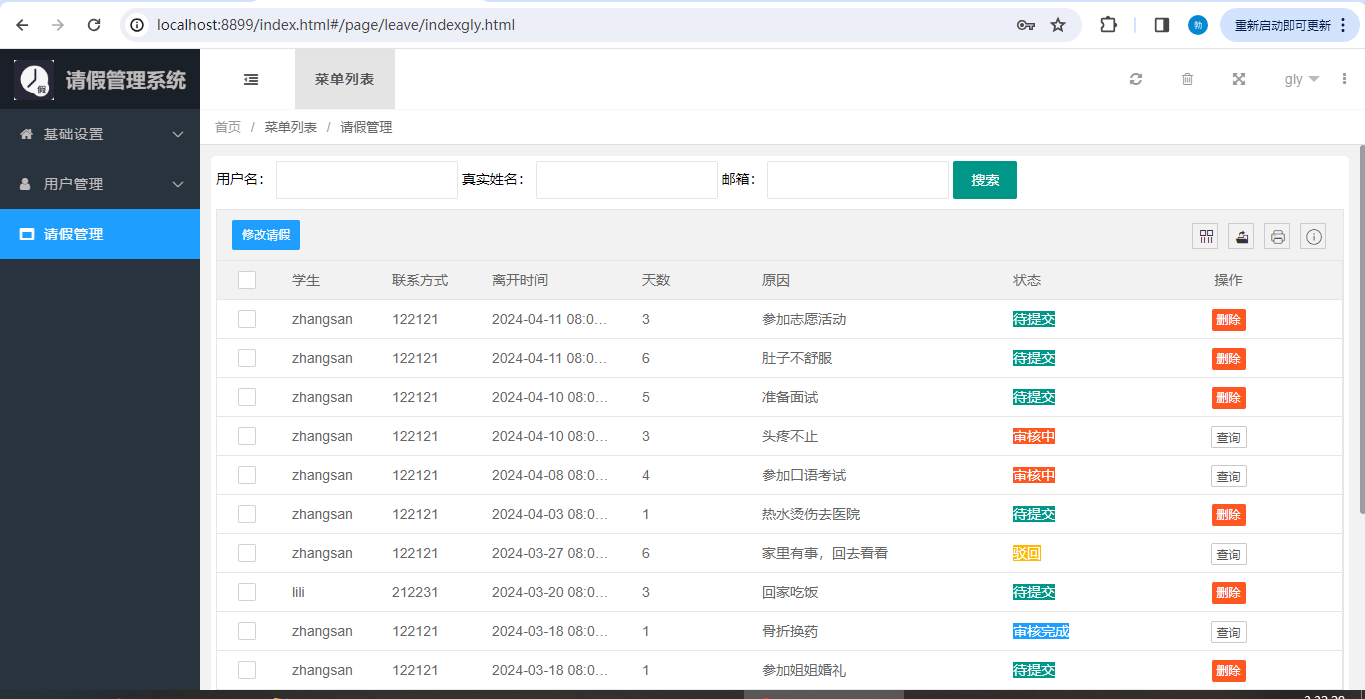 localhost:8899/index.html#/page/leave/indexgly.html
勃
重新启动即可更新
假
请假管理系统
菜单列表
gly
基础设置
用户管理
请假管理
首页 / 菜单列表 / 请假管理
用户名： 真实姓名： 邮箱： 搜索
修改请假
学生 联系方式 离开时间 天数 原因 状态 操作
zhangsan 122121 2024-04-11 08:0... 3 参加志愿活动 待提交 删除
zhangsan 122121 2024-04-11 08:0... 6 肚子不舒服 待提交 删除
zhangsan 122121 2024-04-10 08:0... 5 准备面试 待提交 删除
zhangsan 122121 2024-04-10 08:0... 3 头疼不止 审核中 查询
zhangsan 122121 2024-04-08 08:0... 4 参加口语考试 审核中 查询
zhangsan 122121 2024-04-03 08:0... 1 热水烫伤去医院 待提交 删除
zhangsan 122121 2024-03-27 08:0... 6 家里有事，回去看看 驳回 查询
lili 212231 2024-03-20 08:0... 3 回家吃饭 待提交 删除
zhangsan 122121 2024-03-18 08:0... 1 骨折换药 审核完成 查询
zhangsan 122121 2024-03-18 08:0... 1 参加姐姐婚礼 待提交 删除